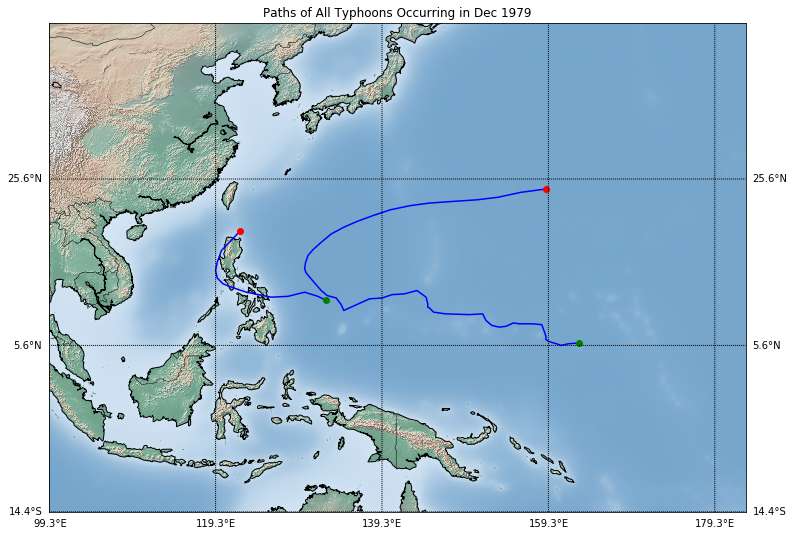 Paths of All Typhoons Occurring in Dec 1979
25.6°N 25.6°N
5.6°N 5.6°N
14.4°S 14.4°S
99.3°E 119.3°E 139.3°E 159.3°E 179.3°E